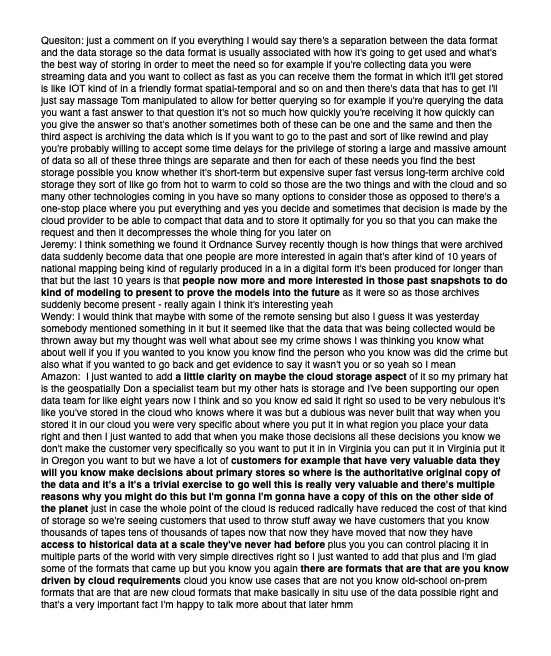 Quesiton: just a comment on if you everything I would say there's a separation between the data format
and the data storage so the data format is usually associated with how it's going to get used and what's
the best way of storing in order to meet the need so for example if you're collecting data you were
streaming data and you want to collect as fast as you can receive them the format in which it'll get stored
is like IOT kind of in a friendly format spatial-temporal and so on and then there's data that has to get I'll
just say massage Tom manipulated to allow for better querying so for example if you're querying the data
you want a fast answer to that question it's not so much how quickly you're receiving it how quickly can
you give the answer so that's another sometimes both of these can be one and the same and then the
third aspect is archiving the data which is if you want to go to the past and sort of like rewind and play
you're probably willing to accept some time delays for the privilege of storing a large and massive amount
of data so all of these three things are separate and then for each of these needs you find the best
storage possible you know whether it's short-term but expensive super fast versus long-term archive cold
storage they sort of like go from hot to warm to cold so those are the two things and with the cloud and so
many other technologies coming in you have so many options to consider those as opposed to there's a
one-stop place where you put everything and yes you decide and sometimes that decision is made by the
cloud provider to be able to compact that data and to store it optimally for you so that you can make the
request and then it decompresses the whole thing for you later on
Jeremy: I think something we found it Ordnance Survey recently though is how things that were archived
data suddenly become data that one people are more interested in again that's after kind of 10 years of
national mapping being kind of regularly produced in a in a digital form it's been produced for longer than
that but the last 10 years is that people now more and more interested in those past snapshots to do
kind of modeling to present to prove the models into the future as it were so as those archives
suddenly become present - really again I think it's interesting yeah
Wendy: I would think that maybe with some of the remote sensing but also I guess it was yesterday
somebody mentioned something in it but it seemed like that the data that was being collected would be
thrown away but my thought was well what about see my crime shows I was thinking you know what
about well if you if you wanted to you know you know find the person who you know was did the crime but
also what if you wanted to go back and get evidence to say it wasn't you or so yeah so I mean
Amazon: I just wanted to add a little clarity on maybe the cloud storage aspect of it so my primary hat
is the geospatially Don a specialist team but my other hats is storage and I've been supporting our open
data team for like eight years now I think and so you know ed said it right so used to be very nebulous it's
like you've stored in the cloud who knows where it was but a dubious was never built that way when you
stored it in our cloud you were very specific about where you put it in what region you place your data
right and then I just wanted to add that when you make those decisions all these decisions you know we
don't make the customer very specifically so you want to put it in in Virginia you can put it in Virginia put it
in Oregon you want to but we have a lot of customers for example that have very valuable data they
will you know make decisions about primary stores so where is the authoritative original copy of
the data and it's a it's a trivial exercise to go well this is really very valuable and there's multiple
reasons why you might do this but I'm gonna I'm gonna have a copy of this on the other side of
the planet just in case the whole point of the cloud is reduced radically have reduced the cost of that kind
of storage so we're seeing customers that used to throw stuff away we have customers that you know
thousands of tapes tens of thousands of tapes now that now they have moved that now they have
access to historical data at a scale they've never had before plus you you can control placing it in
multiple parts of the world with very simple directives right so I just wanted to add that plus and I'm glad
some of the formats that came up but you know you again there are formats that are that are you know
driven by cloud requirements cloud you know use cases that are not you know old-school on-prem
formats that are that are new cloud formats that make basically in situ use of the data possible right and
that's a very important fact I'm happy to talk more about that later hmm